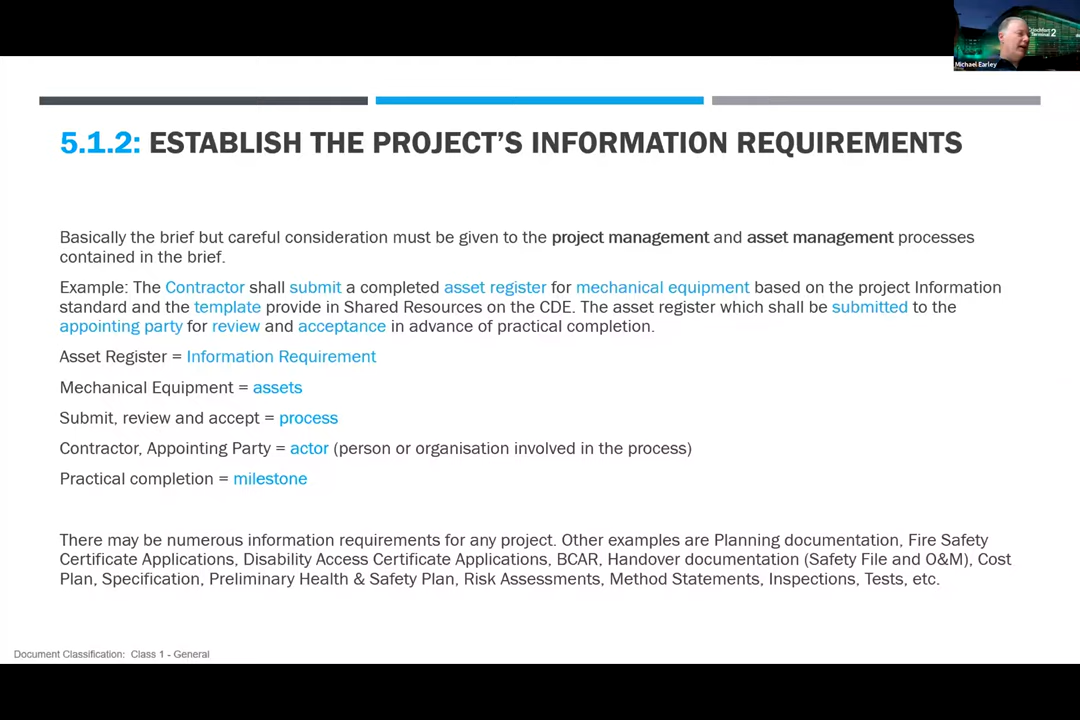 Terminal 2
Michael Earley
5.1.2: ESTABLISH THE PROJECT'S INFORMATION REQUIREMENTS
Basically the brief but careful consideration must be given to the project management and asset management processes
contained in the brief.
Example: The Contractor shall submit a completed asset register for mechanical equipment based on the project Information
standard and the template provide in Shared Resources on the CDE. The asset register which shall be submitted to the
appointing party for review and acceptance in advance of practical completion.
Asset Register = Information Requirement
Mechanical Equipment = assets
Submit, review and accept = process
Contractor, Appointing Party = actor (person or organisation involved in the process)
Practical completion = milestone
There may be numerous information requirements for any project. Other examples are Planning documentation, Fire Safety
Certificate Applications, Disability Access Certificate Applications, BCAR, Handover documentation (Safety File and O&M), Cost
Plan, Specification, Preliminary Health & Safety Plan, Risk Assessments, Method Statements, Inspections, Tests, etc.
Document Classification: Class 1 - General